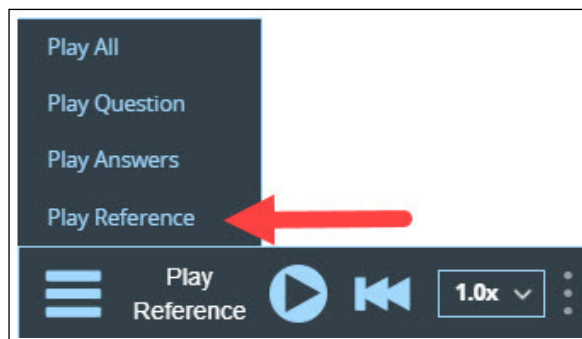 Play All
Play Question
Play Answers
Play Reference
Play
Reference
1.0x